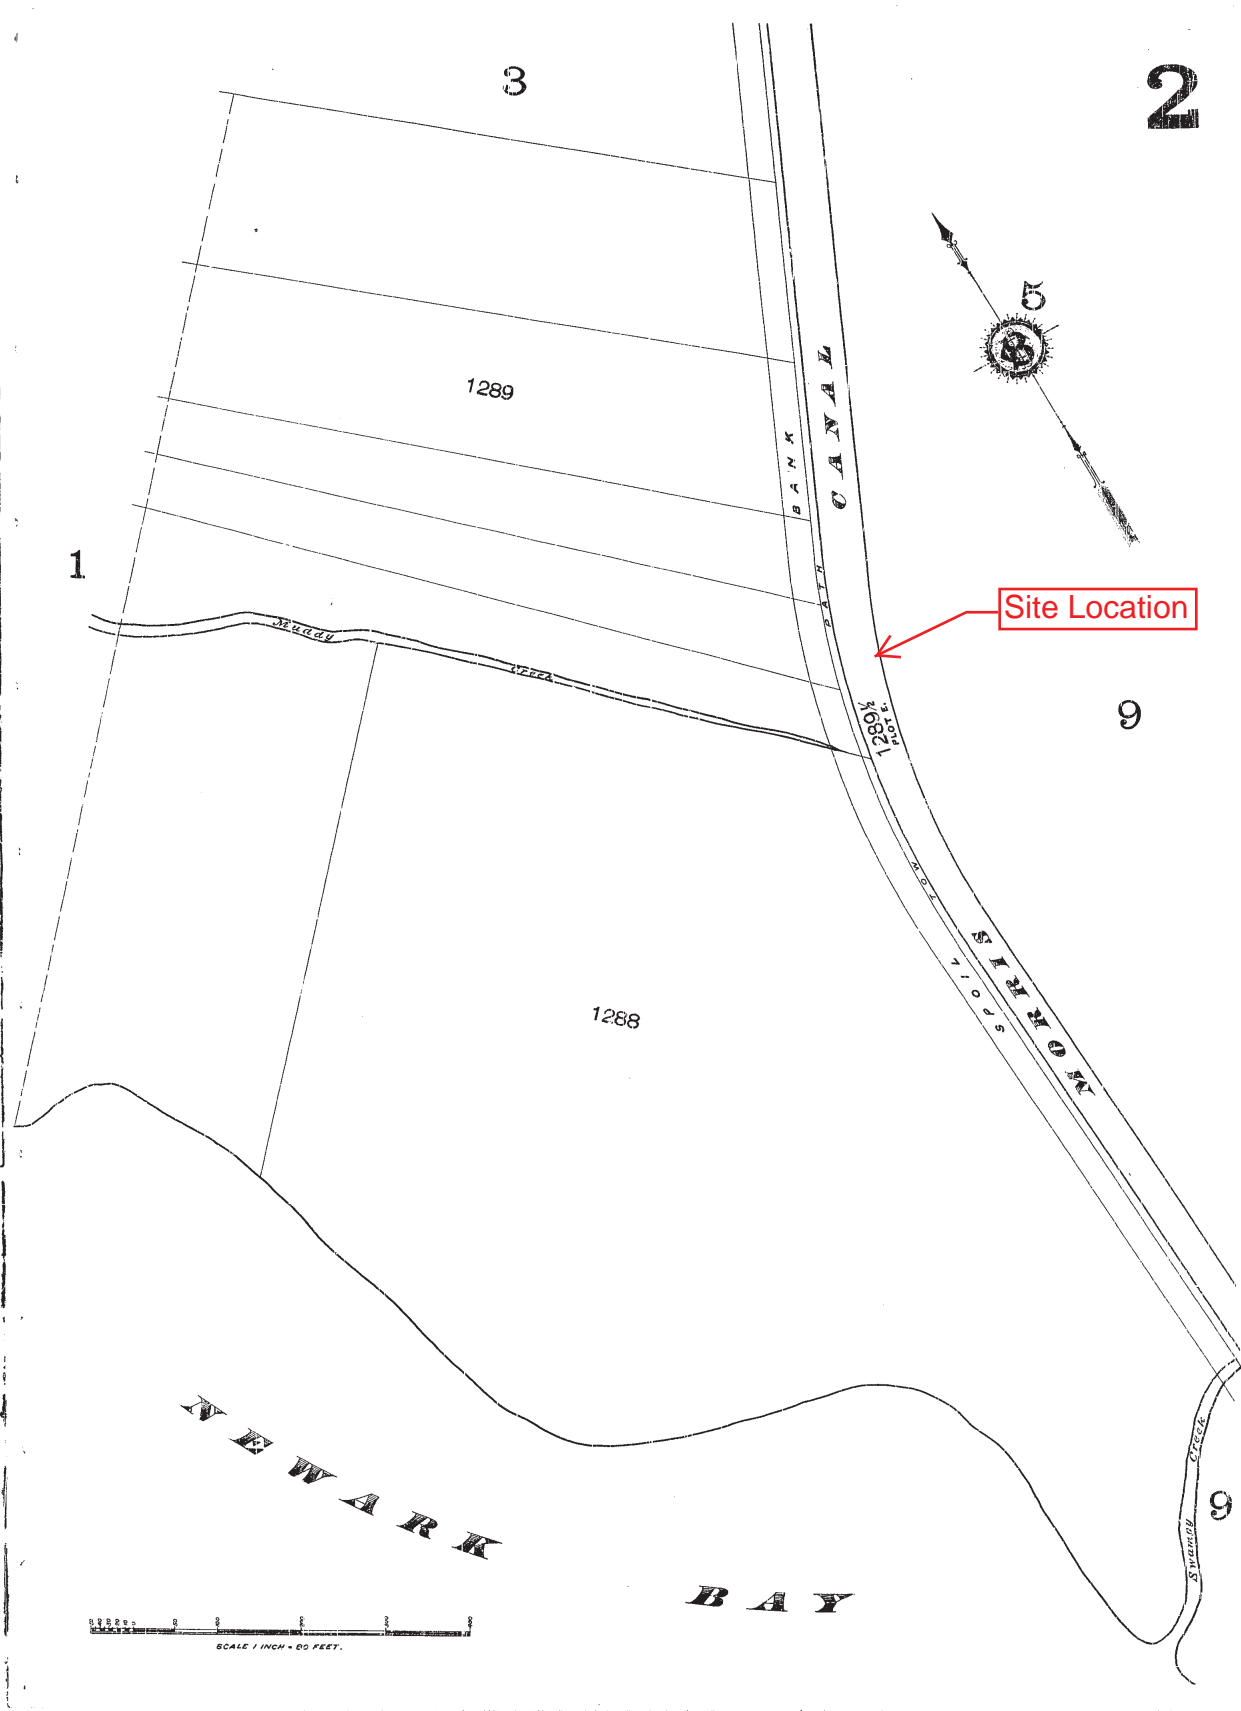 2
3
5
1289
CANAL
BANK
PATH
1
Site Location
Muddy
Creek
1289½
PLOT E.
9
TOW
MORRIS
SPOIL
1288
NEWARK
BAY
Creek
Swampy
9
SCALE 1 INCH = 80 FEET.